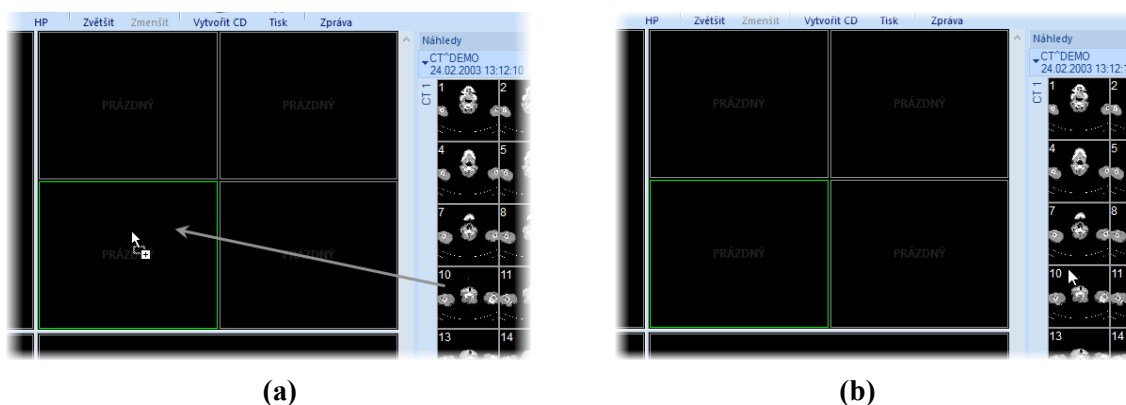 HP Zvětšit Zmenšit Vytvořit CD Tisk Zpráva
Náhledy
CT^DEMO
24.02.2003 13:12:10
CT 1
1 2
PRÁZDNÝ PRÁZDNÝ
4 5
7 8
PRÁZDNÝ PRÁZDNÝ
10 11
13 14
(a)
HP Zvětšit Zmenšit Vytvořit CD Tisk Zpráva
Náhledy
CT^DEMO
24.02.2003 13:12:
CT 1
1 2
PRÁZDNÝ PRÁZDNÝ
4 5
7 8
PRÁZDNÝ PRÁZDNÝ
10 11
13 14
(b)